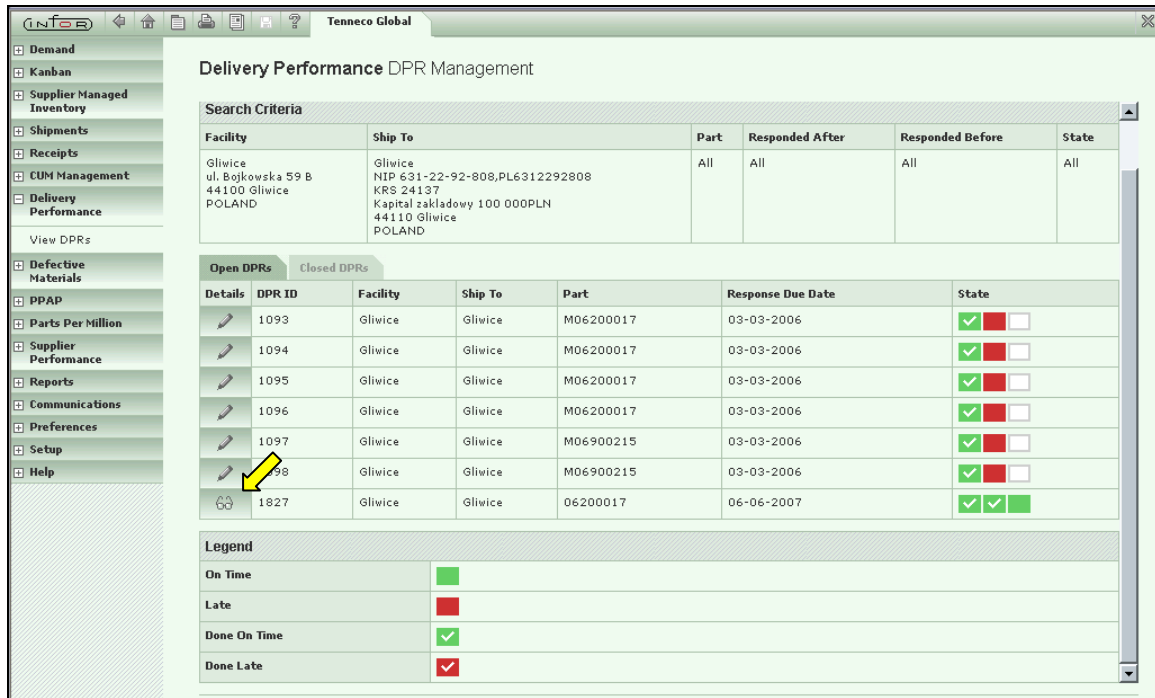 infor
Tenneco Global
Demand
Kanban
Supplier Managed
Inventory
Shipments
Receipts
CUM Management
Delivery
Performance
View DPRs
Defective
Materials
PPAP
Parts Per Million
Supplier
Performance
Reports
Communications
Preferences
Setup
Help
Delivery Performance DPR Management
Search Criteria
Facility Ship To Part Responded After Responded Before State
Gliwice Gliwice All All All All
ul. Bojkowska 59 B NIP 631-22-92-808,PL6312292808
44100 Gliwice KRS 24137
POLAND Kapital zakladowy 100 000PLN
44110 Gliwice
POLAND
Open DPRs Closed DPRs
Details DPR ID Facility Ship To Part Response Due Date State
1093 Gliwice Gliwice M06200017 03-03-2006
1094 Gliwice Gliwice M06200017 03-03-2006
1095 Gliwice Gliwice M06200017 03-03-2006
1096 Gliwice Gliwice M06200017 03-03-2006
1097 Gliwice Gliwice M06900215 03-03-2006
Gliwice Gliwice M06900215 03-03-2006
1827 Gliwice Gliwice 06200017 06-06-2007
Legend
On Time
Late
Done On Time
Done Late